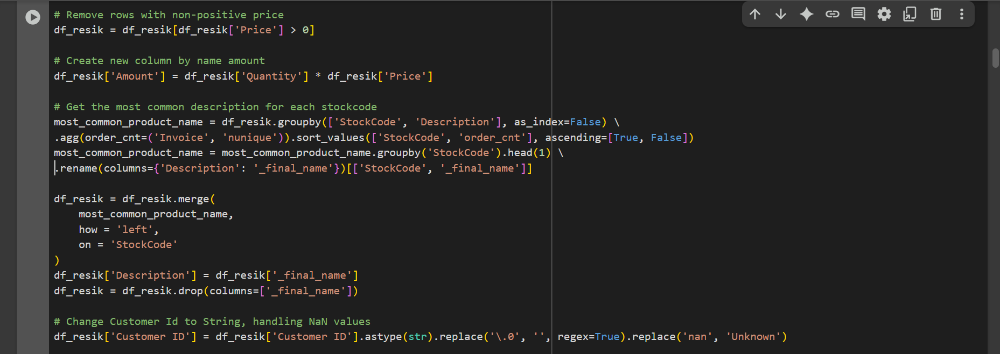 # Remove rows with non-positive price
df_resik = df_resik[df_resik['Price'] > 0]
# Create new column by name amount
df_resik['Amount'] = df_resik['Quantity'] * df_resik['Price']
# Get the most common description for each stockcode
most_common_product_name = df_resik.groupby(['StockCode', 'Description'], as_index=False) \
.agg(order_cnt=('Invoice', 'nunique')).sort_values(['StockCode', 'order_cnt'], ascending=[True, False])
most_common_product_name = most_common_product_name.groupby('StockCode').head(1) \
.rename(columns={'Description': '_final_name'})[['StockCode', '_final_name']]
df_resik = df_resik.merge(
    most_common_product_name,
    how = 'left',
    on = 'StockCode'
)
df_resik['Description'] = df_resik['_final_name']
df_resik = df_resik.drop(columns=['_final_name'])
# Change Customer Id to String, handling NaN values
df_resik['Customer ID'] = df_resik['Customer ID'].astype(str).replace('\.0', '', regex=True).replace('nan', 'Unknown')